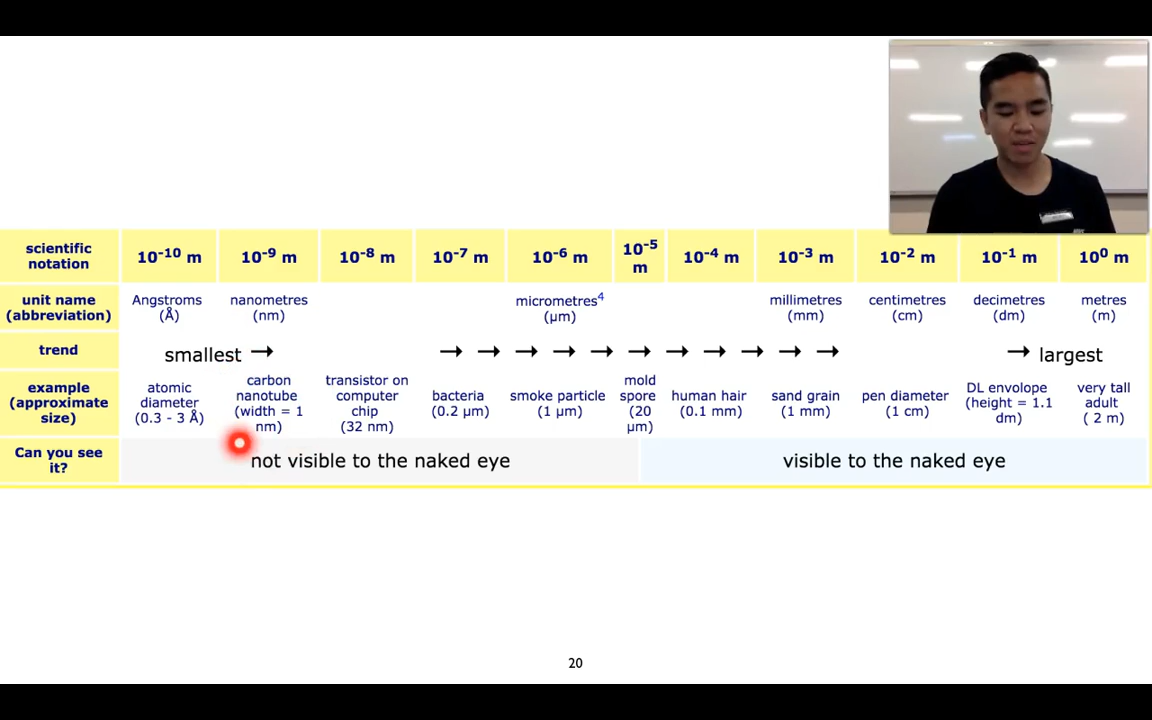 scientific notation 10-10 m 10-9 m 10-8 m 10-7 m 10-6 m 10-5 m 10-4 m 10-3 m 10-2 m 10-1 m 100 m
unit name (abbreviation) Angstroms (Å) nanometres (nm) micrometres4 (µm) millimetres (mm) centimetres (cm) decimetres (dm) metres (m)
trend smallest → → → → → → → → → → → → → largest
example (approximate size) atomic diameter (0.3 - 3 Å) carbon nanotube (width = 1 nm) transistor on computer chip (32 nm) bacteria (0.2 µm) smoke particle (1 µm) mold spore (20 µm) human hair (0.1 mm) sand grain (1 mm) pen diameter (1 cm) DL envolope (height = 1.1 dm) very tall adult ( 2 m)
Can you see it? not visible to the naked eye visible to the naked eye
20